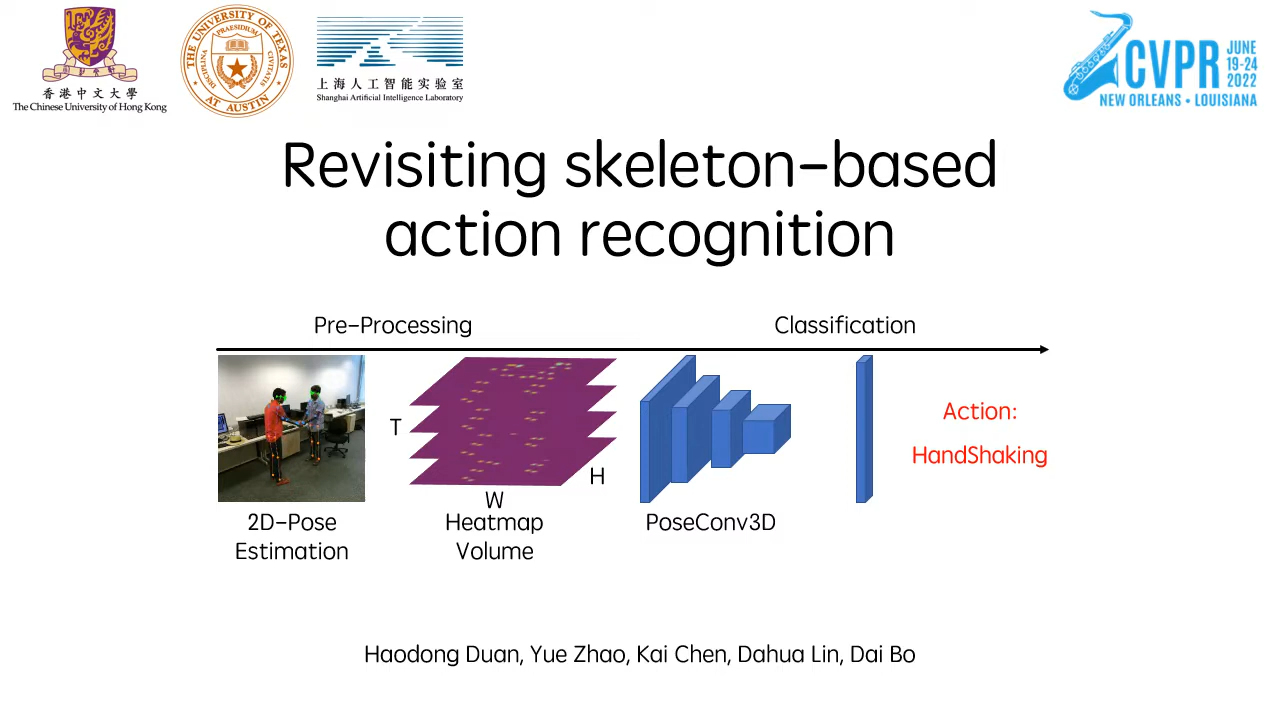 香港中文大學
The Chinese University of Hong Kong
THE UNIVERSITY OF TEXAS
AT AUSTIN
PRAESIDIUM
DISCIPLINA
CIVITATIS
上海人工智能实验室
Shanghai Artificial Intelligence Laboratory
CVPR
JUNE
19-24
2022
NEW ORLEANS • LOUISIANA
Revisiting skeleton-based
action recognition
Pre-Processing
Classification
T
H
W
Action:
HandShaking
2D-Pose
Estimation
Heatmap
Volume
PoseConv3D
Haodong Duan, Yue Zhao, Kai Chen, Dahua Lin, Dai Bo